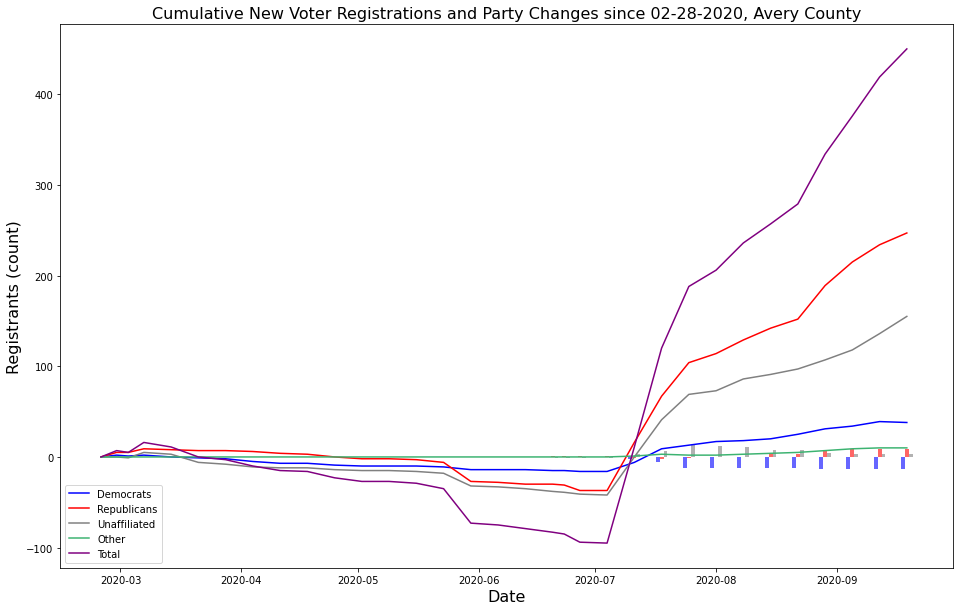 Cumulative New Voter Registrations and Party Changes since 02-28-2020, Avery County
Registrants (count)
400
300
200
100
0
−100
Democrats
Republicans
Unaffiliated
Other
Total
2020-03
2020-04
2020-05
2020-06
2020-07
2020-08
2020-09
Date